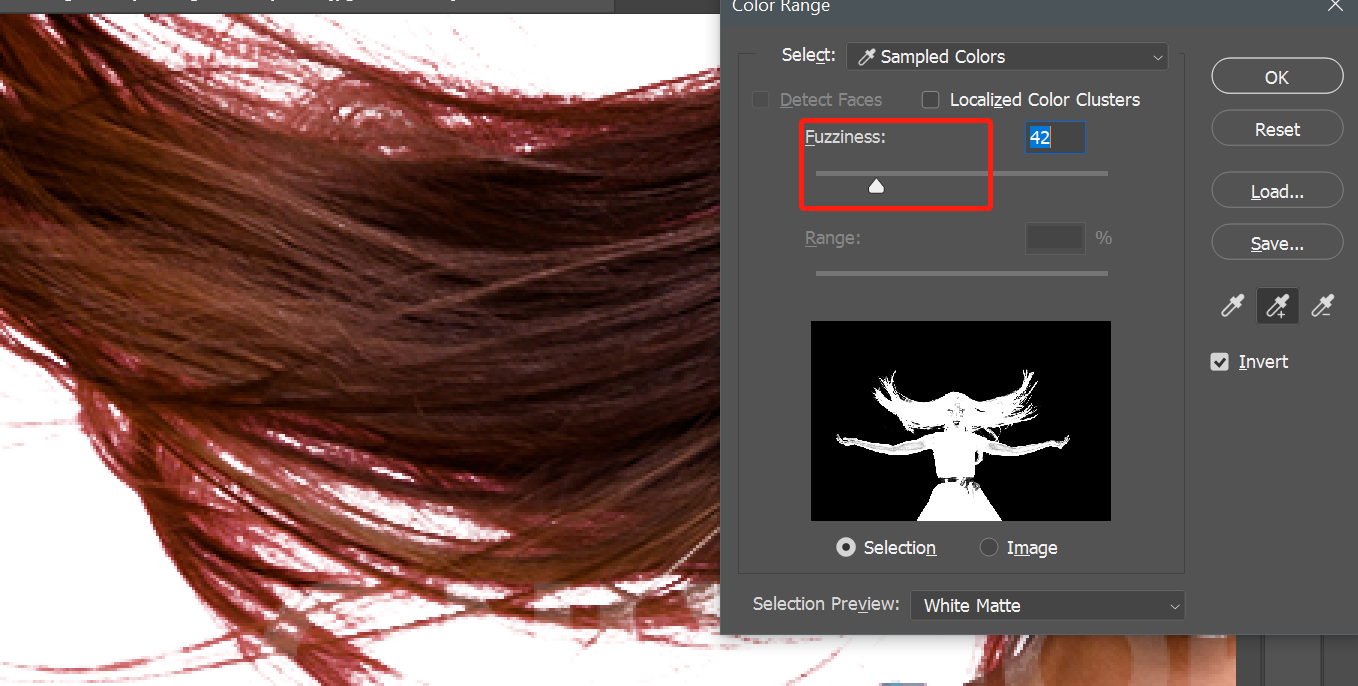 Color Range
Select: Sampled Colors
Detect Faces Localized Color Clusters
Fuzziness: 42
Range: %
Selection Image
Selection Preview: White Matte
OK
Reset
Load...
Save...
Invert